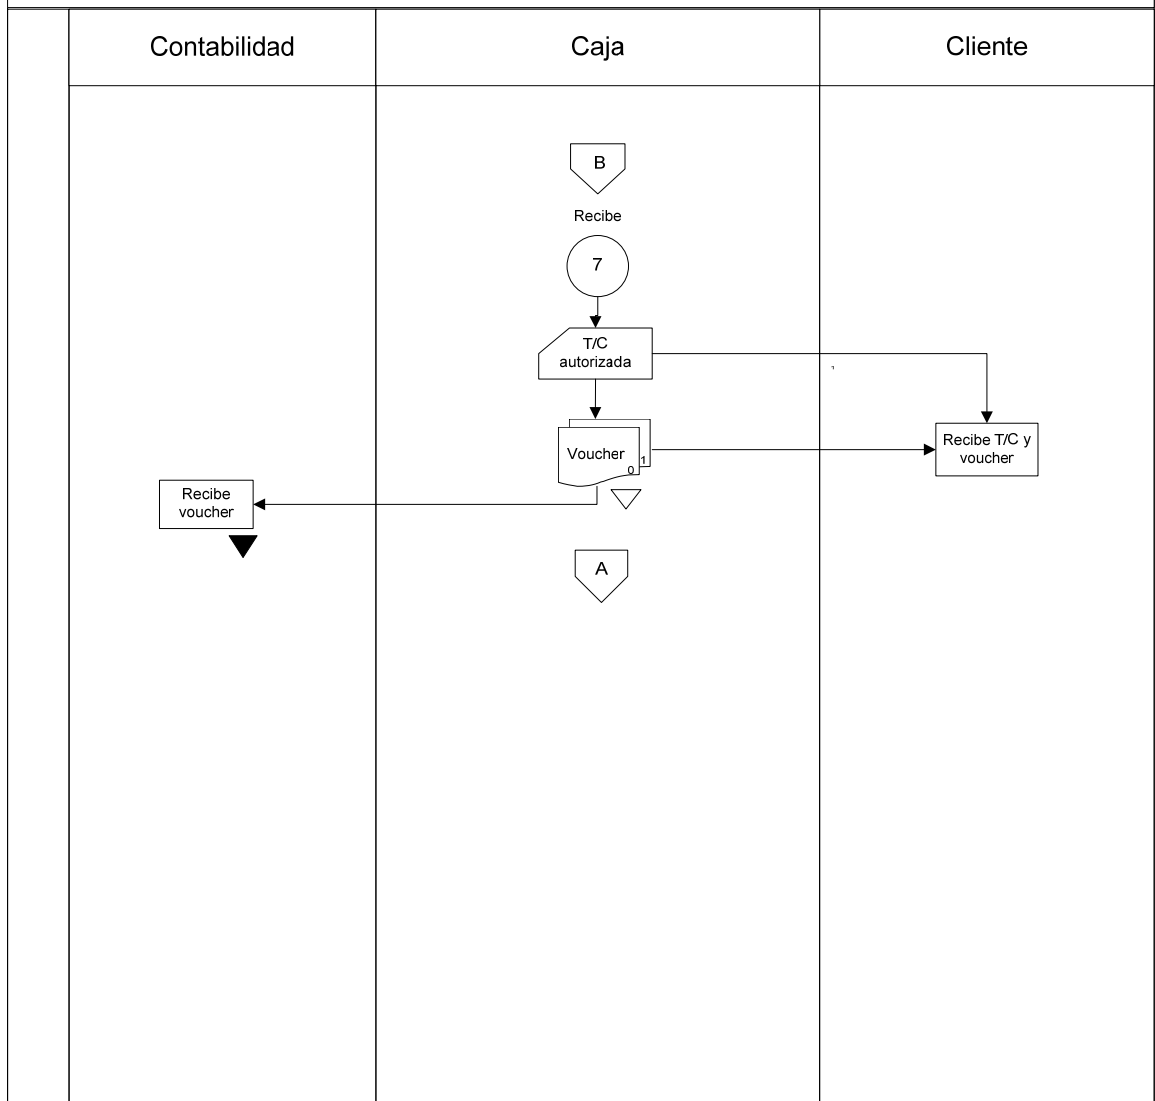 Contabilidad
Caja
Cliente
B
Recibe
7
T/C
autorizada
Recibe T/C y
voucher
Voucher
0
1
Recibe
voucher
A